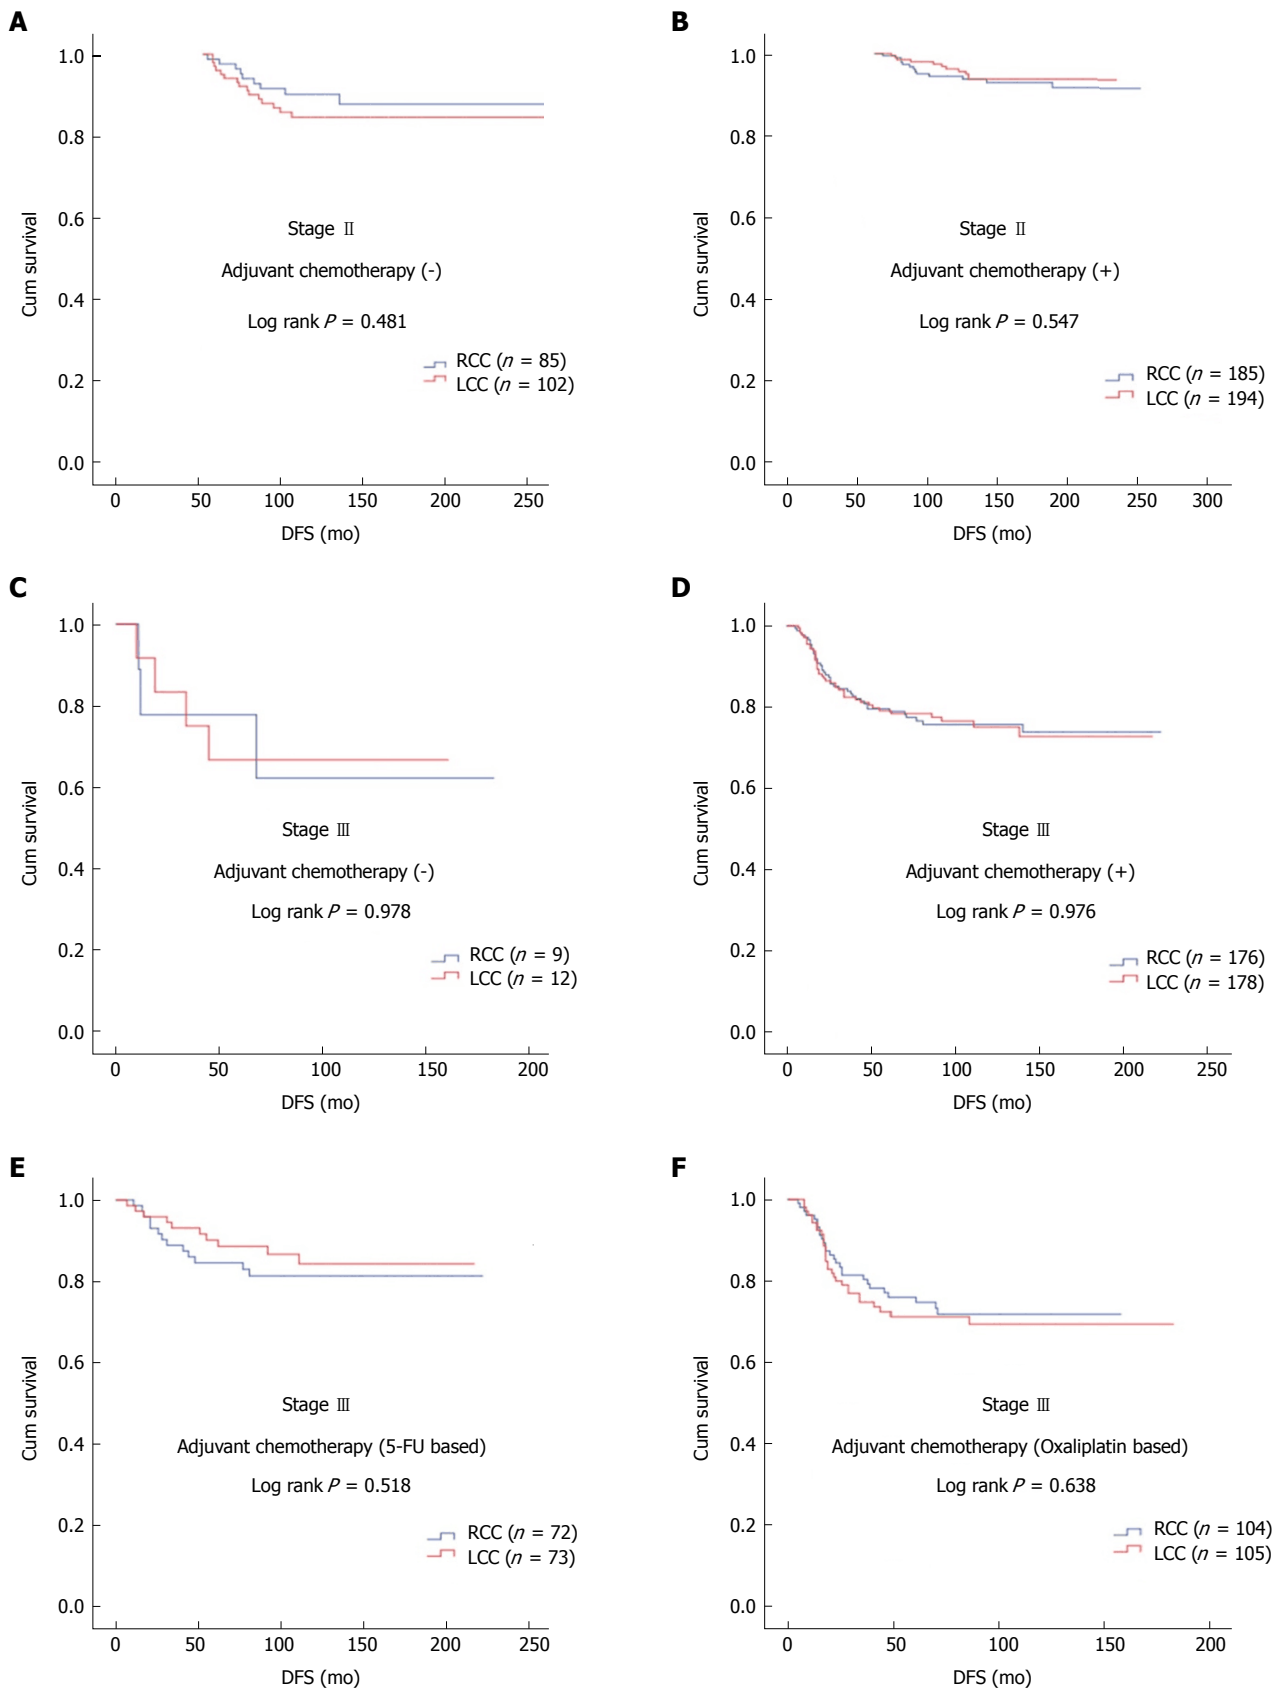 A
1.0
0.8
0.6
0.4
0.2
0.0
Cum survival
Stage Ⅱ
Adjuvant chemotherapy (-)
Log rank P = 0.481
RCC (n = 85)
LCC (n = 102)
0 50 100 150 200 250
DFS (mo)
B
1.0
0.8
0.6
0.4
0.2
0.0
Cum survival
Stage Ⅱ
Adjuvant chemotherapy (+)
Log rank P = 0.547
RCC (n = 185)
LCC (n = 194)
0 50 100 150 200 250 300
DFS (mo)
C
1.0
0.8
0.6
0.4
0.2
0.0
Cum survival
Stage Ⅲ
Adjuvant chemotherapy (-)
Log rank P = 0.978
RCC (n = 9)
LCC (n = 12)
0 50 100 150 200
DFS (mo)
D
1.0
0.8
0.6
0.4
0.2
0.0
Cum survival
Stage Ⅲ
Adjuvant chemotherapy (+)
Log rank P = 0.976
RCC (n = 176)
LCC (n = 178)
0 50 100 150 200 250
DFS (mo)
E
1.0
0.8
0.6
0.4
0.2
0.0
Cum survival
Stage Ⅲ
Adjuvant chemotherapy (5-FU based)
Log rank P = 0.518
RCC (n = 72)
LCC (n = 73)
0 50 100 150 200 250
DFS (mo)
F
1.0
0.8
0.6
0.4
0.2
0.0
Cum survival
Stage Ⅲ
Adjuvant chemotherapy (Oxaliplatin based)
Log rank P = 0.638
RCC (n = 104)
LCC (n = 105)
0 50 100 150 200
DFS (mo)